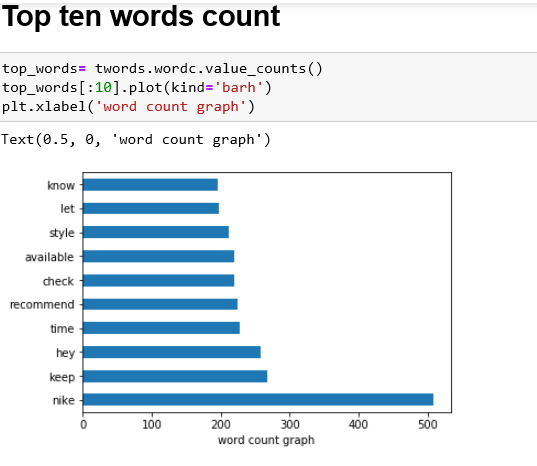 Top ten words count
top_words= twords.wordc.value_counts()
top_words[:10].plot(kind='barh')
plt.xlabel('word count graph')
Text(0.5, 0, 'word count graph')
know
let
style
available
check
recommend
time
hey
keep
nike
0 100 200 300 400 500
word count graph